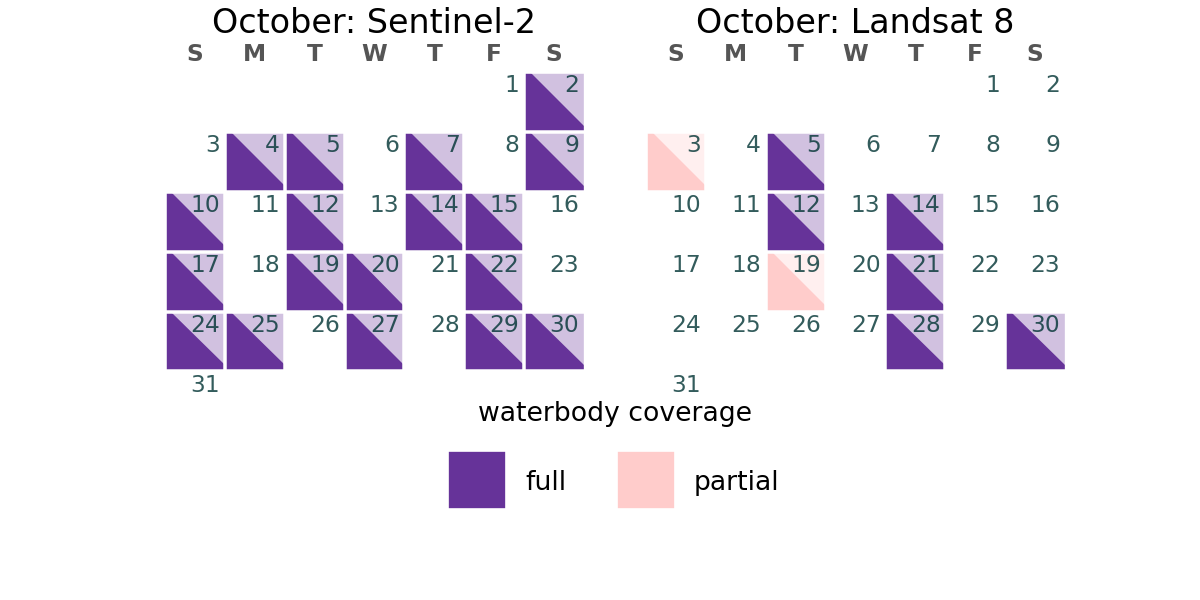 October: Sentinel-2
S M T W T F S
1 2
3 4 5 6 7 8 9
10 11 12 13 14 15 16
17 18 19 20 21 22 23
24 25 26 27 28 29 30
31
October: Landsat 8
S M T W T F S
1 2
3 4 5 6 7 8 9
10 11 12 13 14 15 16
17 18 19 20 21 22 23
24 25 26 27 28 29 30
31
waterbody coverage
full partial